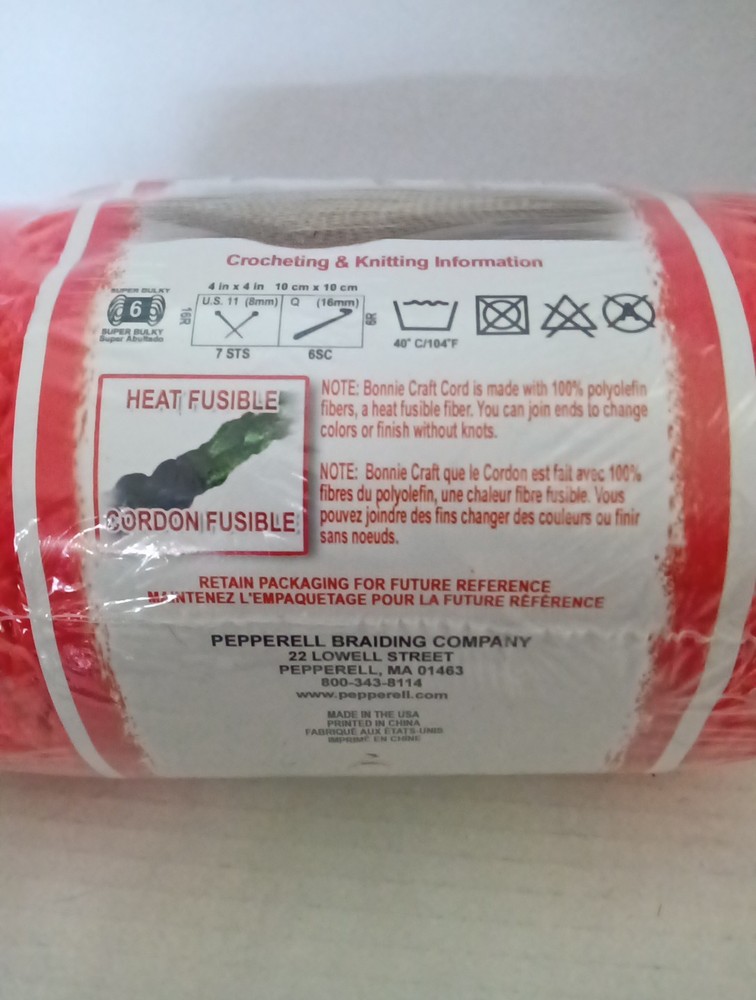 Crocheting & Knitting Information
SUPER BULKY
6
SUPER BULKY
Super Abultado
4 in x 4 in 10 cm x 10 cm
16R
U.S. 11 (8mm)
7 STS
Q (16mm)
6SC
40° C/104°F
HEAT FUSIBLE
CORDON FUSIBLE
NOTE: Bonnie Craft Cord is made with 100% polyolefin
fibers, a heat fusible fiber. You can join ends to change
colors or finish without knots.
NOTE: Bonnie Craft que le Cordon est fait avec 100%
fibres du polyolefin, une chaleur fibre fusible. Vous
pouvez joindre des fins changer des couleurs ou finir
sans noeuds.
RETAIN PACKAGING FOR FUTURE REFERENCE
MAINTENEZ L'EMPAQUETAGE POUR LA FUTURE RÉFÉRENCE
PEPPERELL BRAIDING COMPANY
22 LOWELL STREET
PEPPERELL, MA 01463
800-343-8114
www.pepperell.com
MADE IN THE USA
PRINTED IN CHINA
FABRIQUÉ AUX ÉTATS-UNIS
IMPRIMÉ EN CHINE